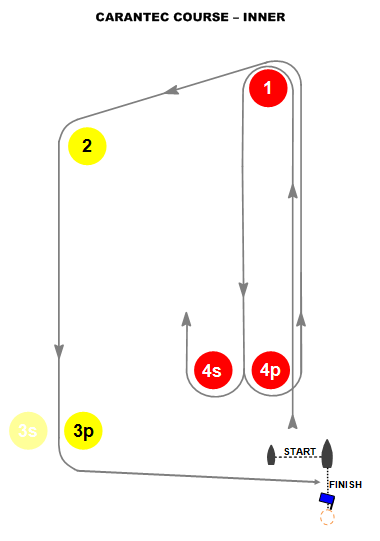 CARANTEC COURSE – INNER
1
2
4s
4p
3s
3p
START
FINISH